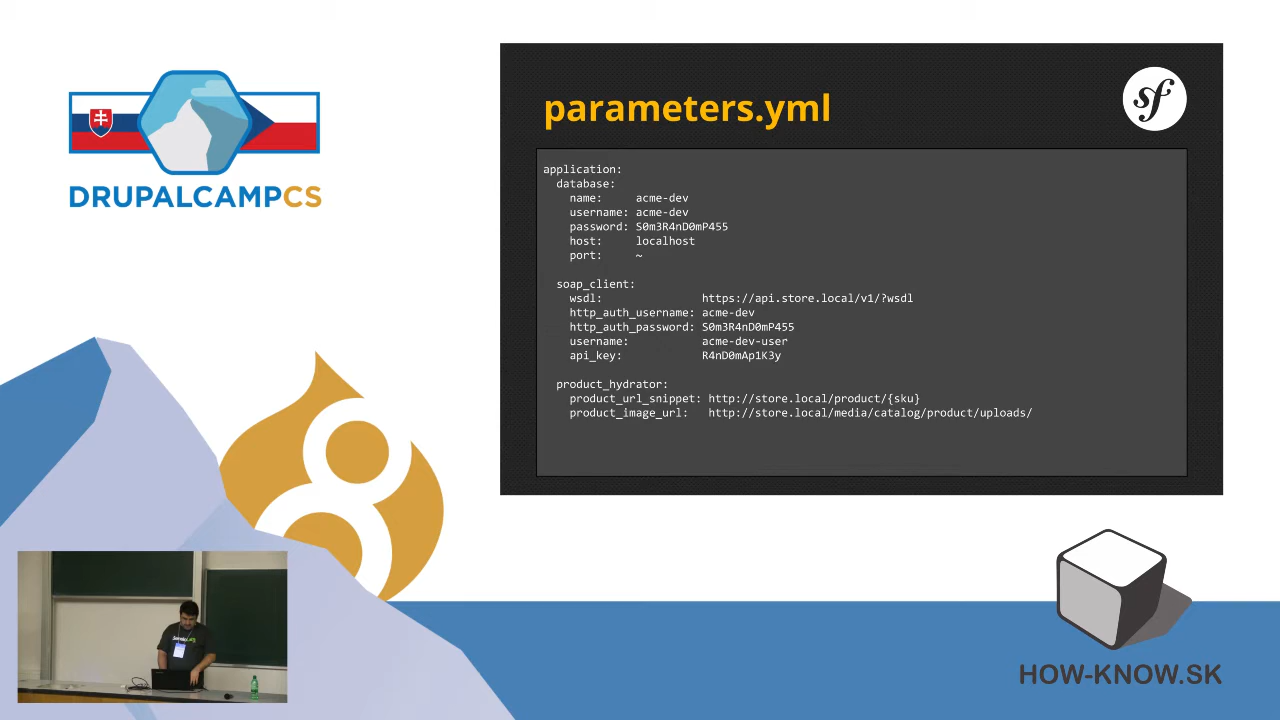 DRUPALCAMPCS
parameters.yml
sf
application:
database:
name: acme-dev
username: acme-dev
password: S0m3R4nD0mP455
host: localhost
port: ~
soap_client:
wsdl: https://api.store.local/v1/?wsdl
http_auth_username: acme-dev
http_auth_password: S0m3R4nD0mP455
username: acme-dev-user
api_key: R4nD0mAp1K3y
product_hydrator:
product_url_snippet: http://store.local/product/{sku}
product_image_url: http://store.local/media/catalog/product/uploads/
8
HOW-KNOW.SK